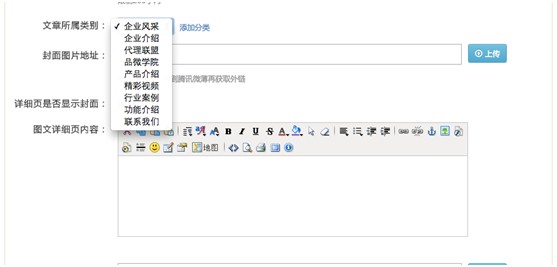 文章所属类别：
✓ 企业风采
添加分类
企业介绍
代理联盟
品微学院
产品介绍
精彩视频
行业案例
功能介绍
联系我们
封面图片地址：
上传
腾讯微薄再获取外链
详细页是否显示封面：
图文详细页内容：
B I U S A
地图